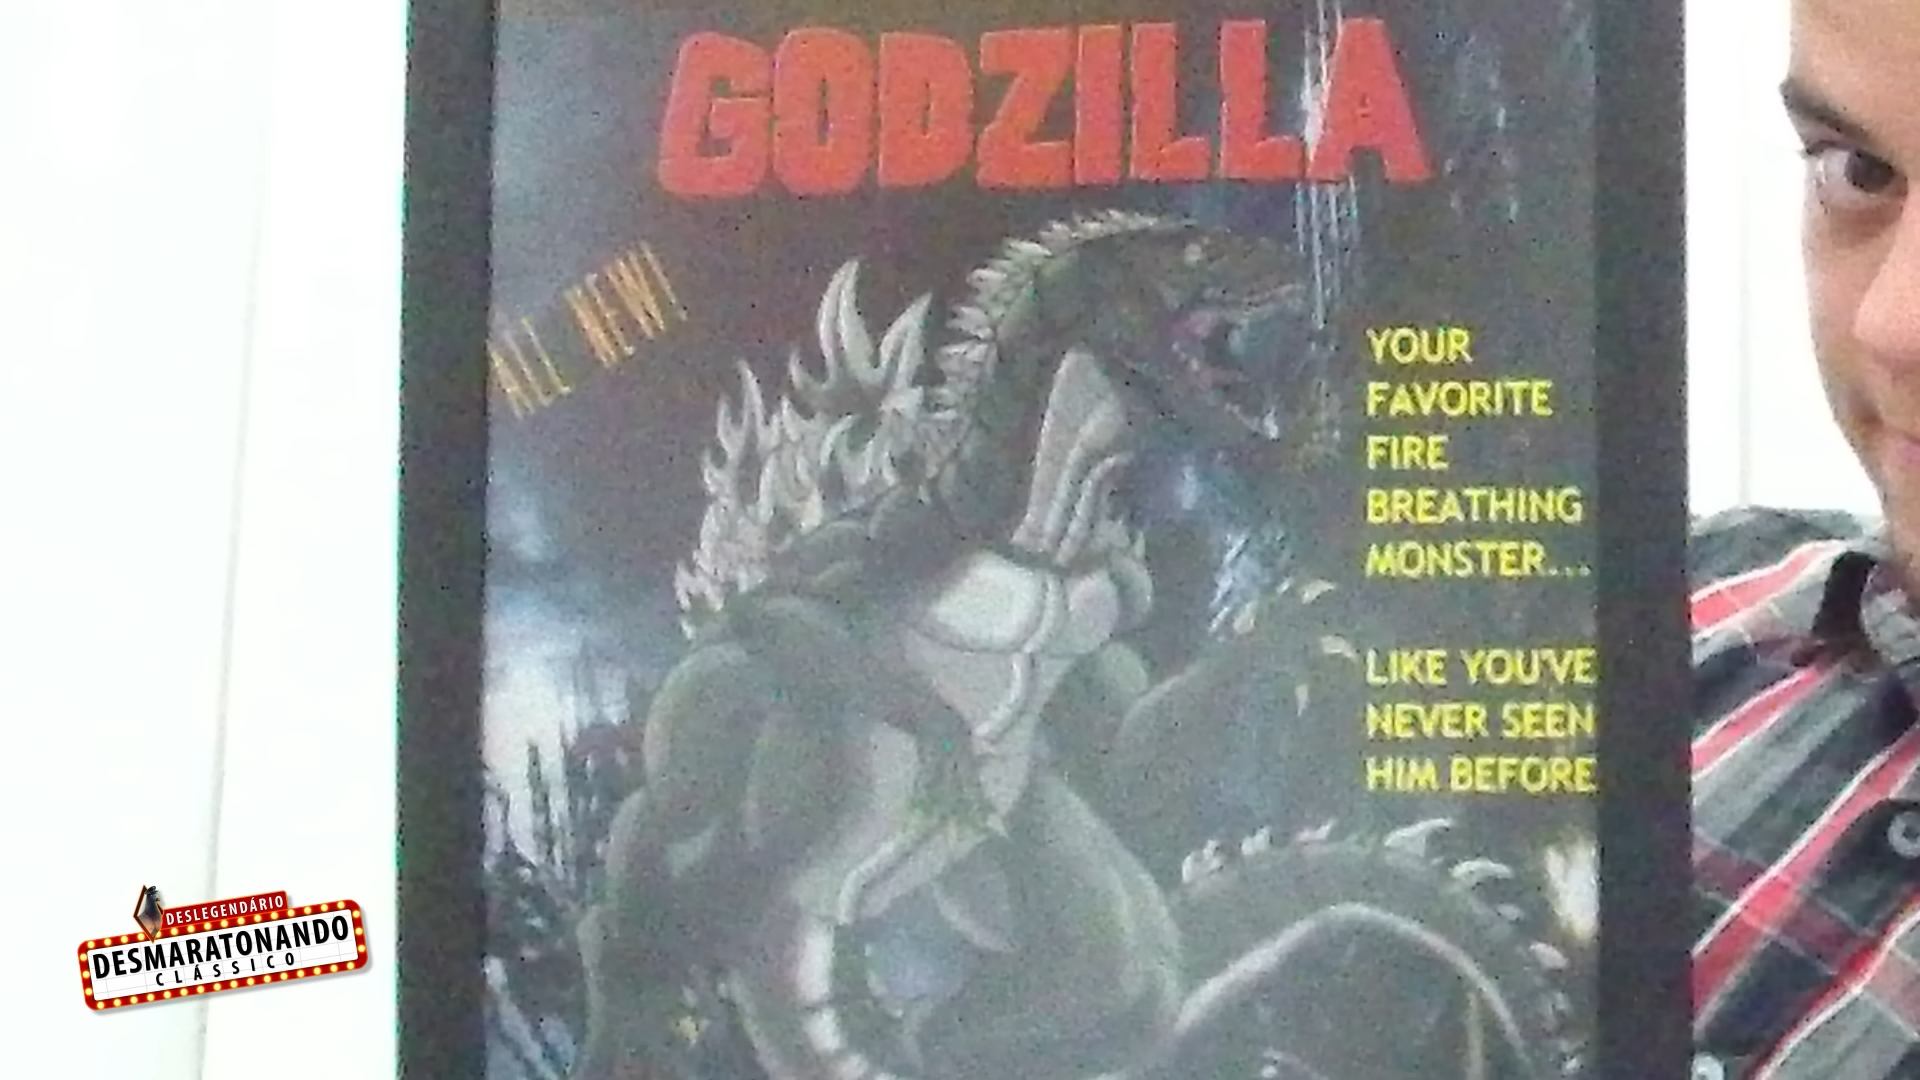 GODZILLA
ALL NEW!
YOUR
FAVORITE
FIRE
BREATHING
MONSTER...
LIKE YOU'VE
NEVER SEEN
HIM BEFORE
DESLEGENDÁRIO
DESMARATONANDO
CLÁSSICO